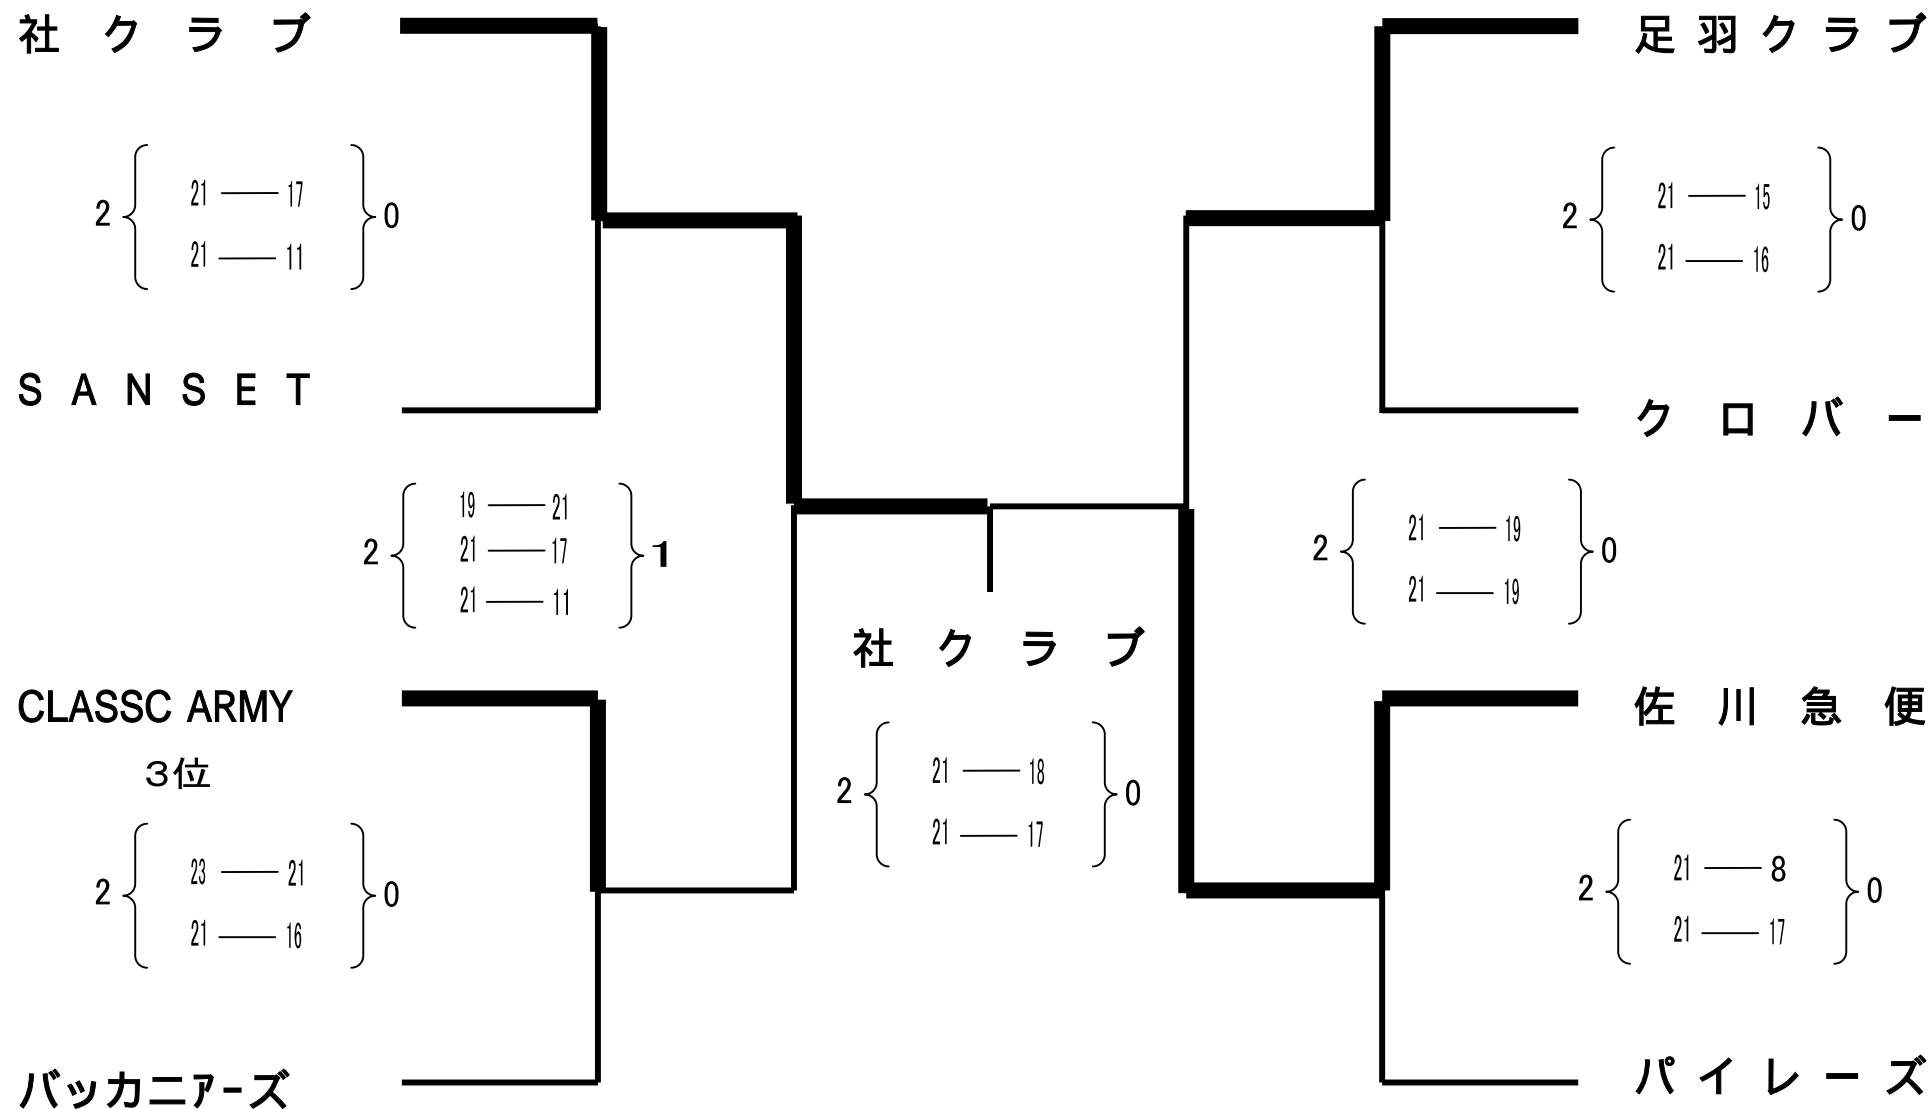 社クラブ
2 21 — 17 0
21 — 11
SANSET
2 19 — 21 1
21 — 17
21 — 11
CLASSC ARMY
3位
2 23 — 21 0
21 — 16
バッカニァーズ
社クラブ
2 21 — 18 0
21 — 17
足羽クラブ
2 21 — 15 0
21 — 16
クロバー
2 21 — 19 0
21 — 19
佐川急便
2 21 — 8 0
21 — 17
パイレーズ